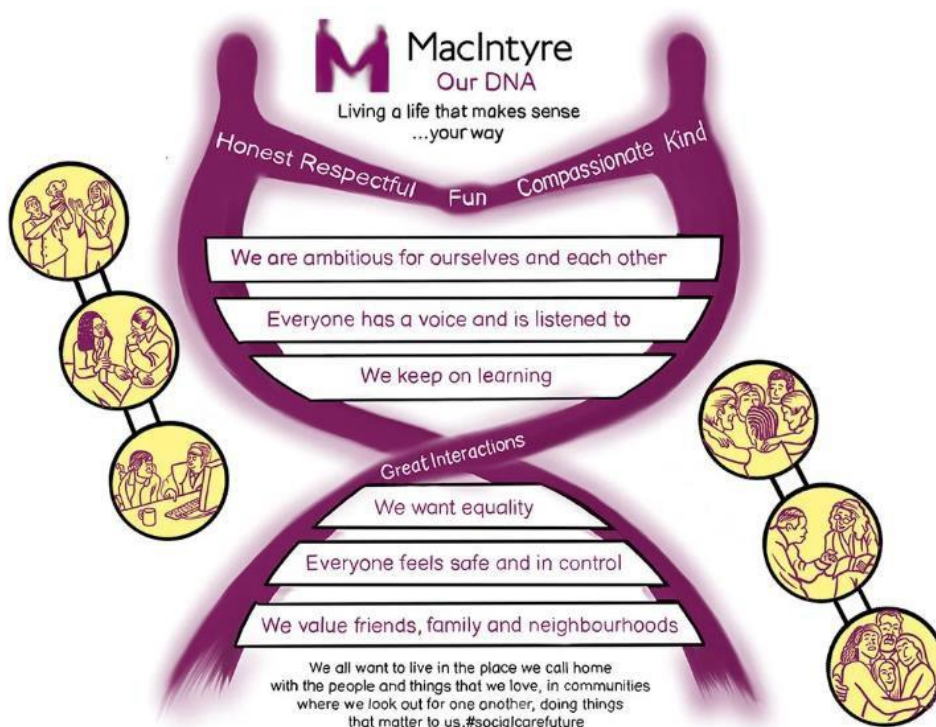 MacIntyre
Our DNA
Living a life that makes sense
...your way
Honest Respectful Fun Compassionate Kind
We are ambitious for ourselves and each other
Everyone has a voice and is listened to
We keep on learning
Great Interactions
We want equality
Everyone feels safe and in control
We value friends, family and neighbourhoods
We all want to live in the place we call home
with the people and things that we love, in communities
where we look out for one another, doing things
that matter to us.#socialcarefuture